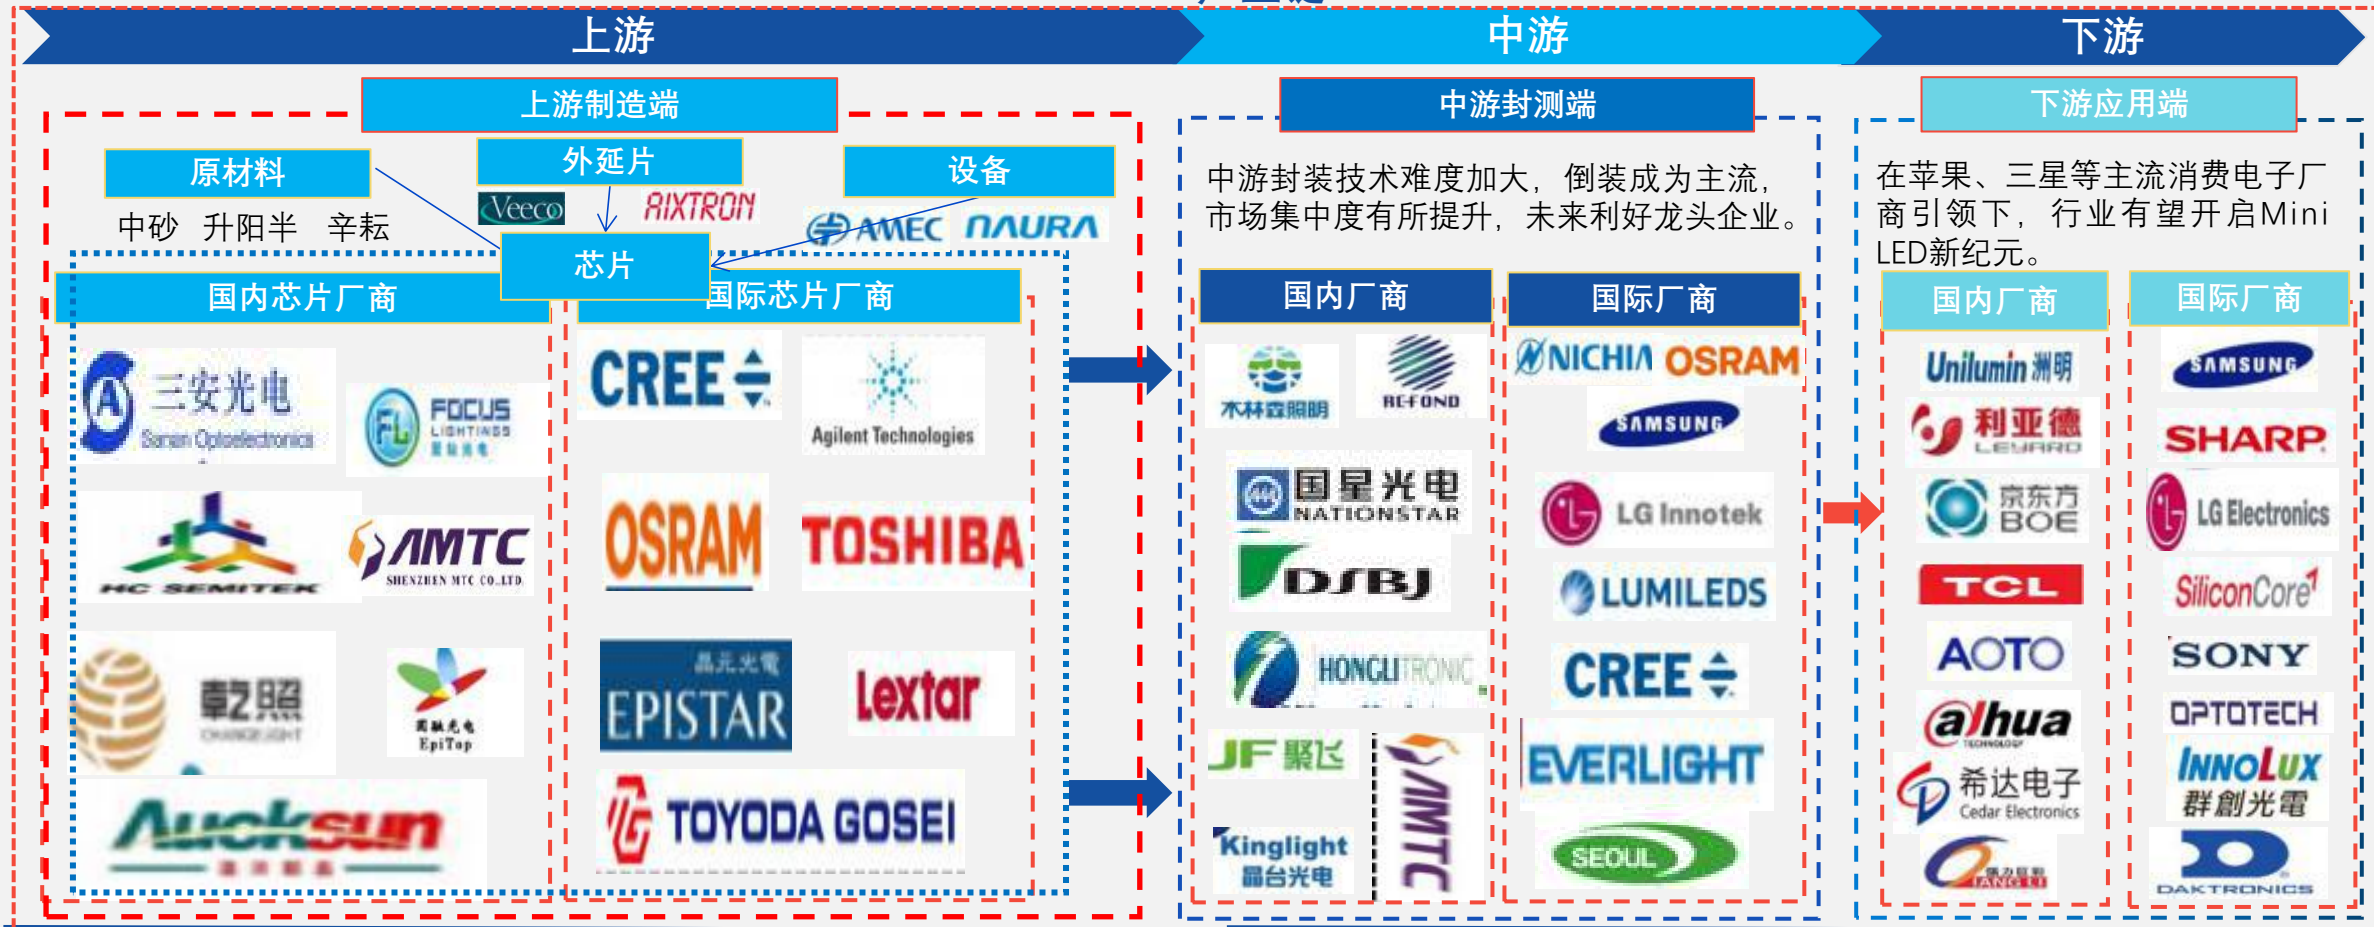 上游
中游
下游
上游制造端
中游封测端
下游应用端
原材料
外延片
设备
中砂 升阳半 辛耘
Veeco
AIXTRON
AMEC
NAURA
芯片
国内芯片厂商
国际芯片厂商
三安光电
Sanan Optoelectronics
FOCUS
LIGHTINGS
HC SEMITEK
AMTC
SHENZHEN MTC CO.,LTD.
乾照
CHANGELIGHT
EpiTop
Aucksun
CREE
Agilent Technologies
OSRAM
TOSHIBA
晶元光電
EPISTAR
Lextar
TG
TOYODA GOSEI
中游封装技术难度加大，倒装成为主流，
市场集中度有所提升，未来利好龙头企业。
国内厂商
国际厂商
木林森照明
REFOND
国星光电
NATIONSTAR
DSBJ
HONGLITRONIC
JF 聚飞
AMTC
Kinglight
晶台光电
NICHIA
OSRAM
SAMSUNG
LG Innotek
LUMILEDS
CREE
EVERLIGHT
SEOUL
在苹果、三星等主流消费电子厂
商引领下，行业有望开启Mini
LED新纪元。
国内厂商
国际厂商
Unilumin 洲明
利亚德
LEYARD
京东方
BOE
TCL
AOTO
alhua
TECHNOLOGY
希达电子
Cedar Electronics
SAMSUNG
SHARP
LG Electronics
SiliconCore
SONY
OPTOTECH
INNOLUX
群創光電
DAKTRONICS